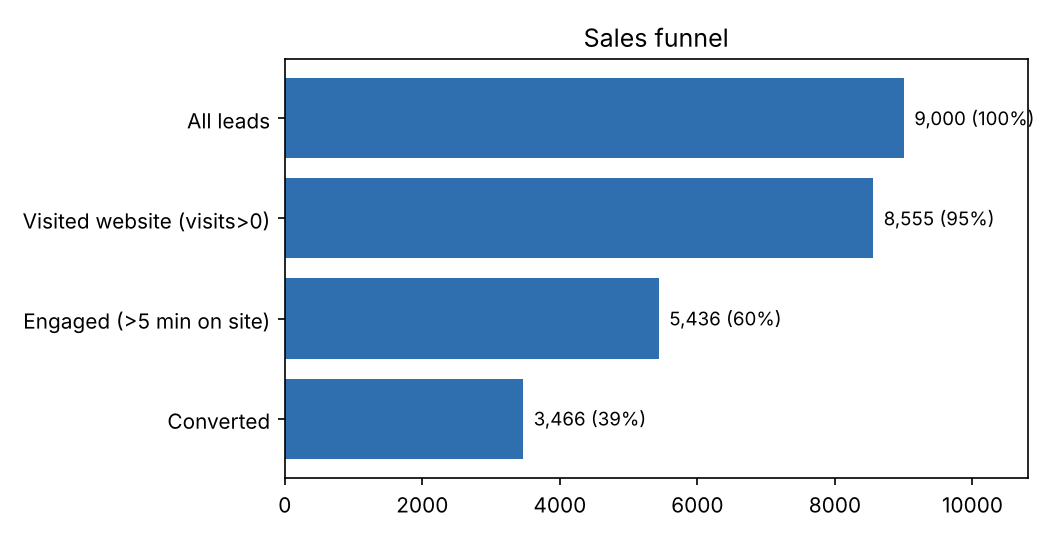 Sales funnel
All leads
9,000 (100%)
Visited website (visits>0)
8,555 (95%)
Engaged (>5 min on site)
5,436 (60%)
Converted
3,466 (39%)
0 2000 4000 6000 8000 10000